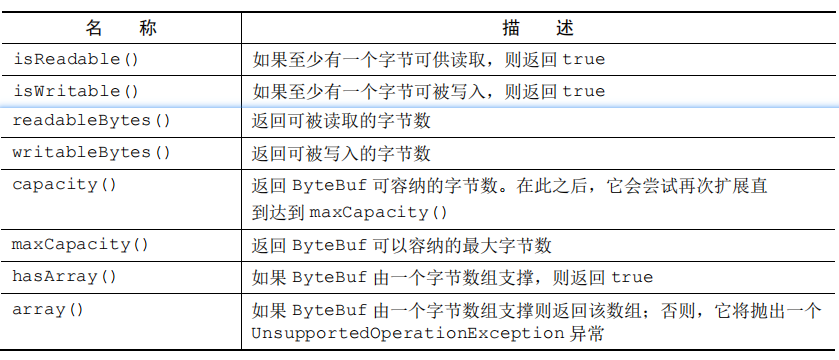 名 称 描 述
isReadable() 如果至少有一个字节可供读取，则返回 true
isWritable() 如果至少有一个字节可被写入，则返回 true
readableBytes() 返回可被读取的字节数
writableBytes() 返回可被写入的字节数
capacity() 返回 ByteBuf 可容纳的字节数。在此之后，它会尝试再次扩展直
到达到 maxCapacity()
maxCapacity() 返回 ByteBuf 可以容纳的最大字节数
hasArray() 如果 ByteBuf 由一个字节数组支撑，则返回 true
array() 如果 ByteBuf 由一个字节数组支撑则返回该数组；否则，它将抛出一个
UnsupportedOperationException 异常